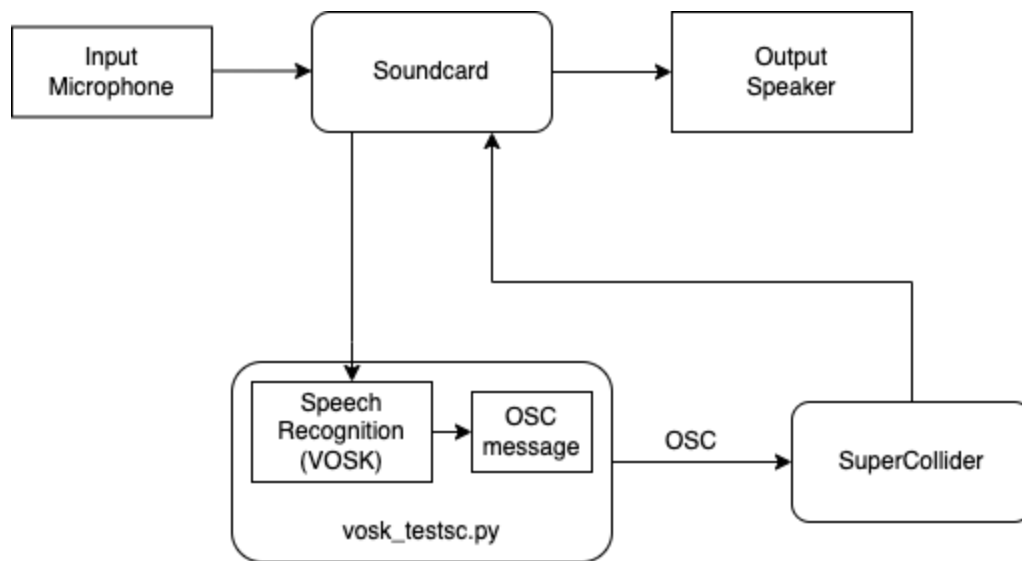 Input
Microphone
Soundcard
Output
Speaker
Speech
Recognition
(VOSK)
OSC
message
vosk_testsc.py
OSC
SuperCollider